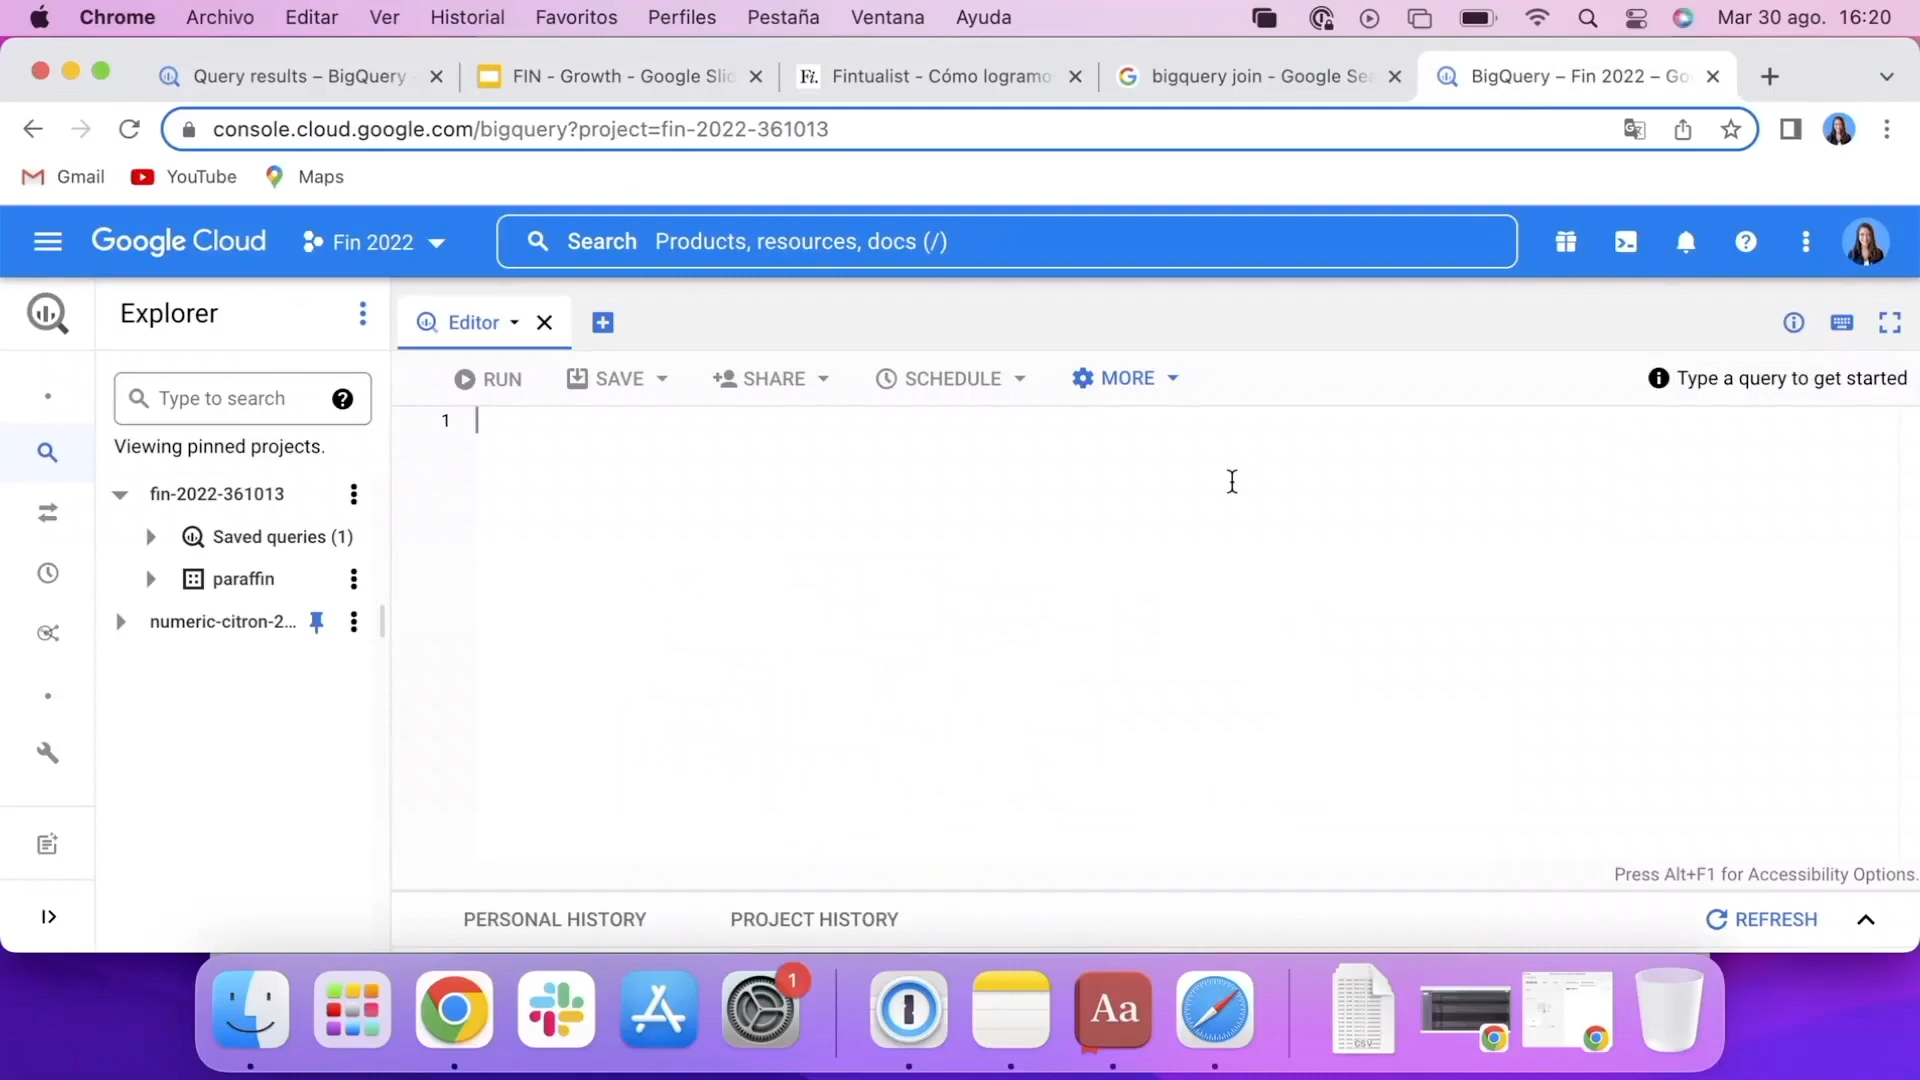 Chrome Archivo Editar Ver Historial Favoritos Perfiles Pestaña Ventana Ayuda Mar 30 ago. 16:20
Query results – BigQuery FIN - Growth - Google Slic Fi. Fintualist - Cómo logramo bigquery join - Google Sea BigQuery – Fin 2022 – Go
console.cloud.google.com/bigquery?project=fin-2022-361013
Gmail YouTube Maps
Google Cloud Fin 2022 Search Products, resources, docs (/)
Explorer Editor
RUN SAVE SHARE SCHEDULE MORE Type a query to get started
Type to search
1
Viewing pinned projects.
fin-2022-361013
Saved queries (1)
paraffin
numeric-citron-2...
Press Alt+F1 for Accessibility Options.
PERSONAL HISTORY PROJECT HISTORY REFRESH
1
Aa
CSV